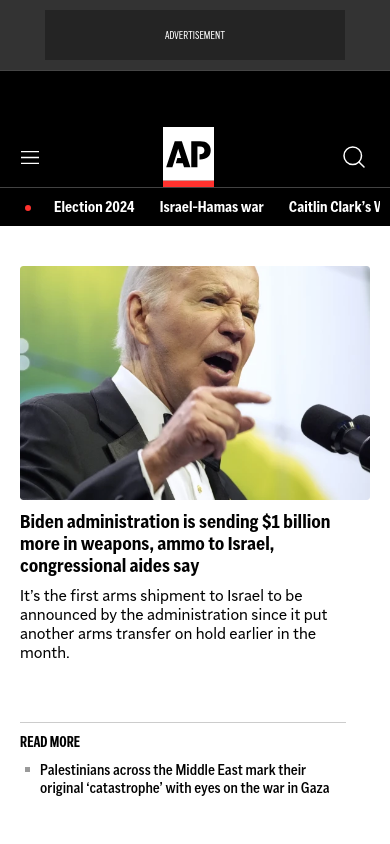 ADVERTISEMENT
AP
Election 2024
Israel-Hamas war
Caitlin Clark's
Biden administration is sending $1 billion
more in weapons, ammo to Israel,
congressional aides say
It's the first arms shipment to Israel to be
announced by the administration since it put
another arms transfer on hold earlier in the
month.
READ MORE
Palestinians across the Middle East mark their
original ‘catastrophe’ with eyes on the war in Gaza